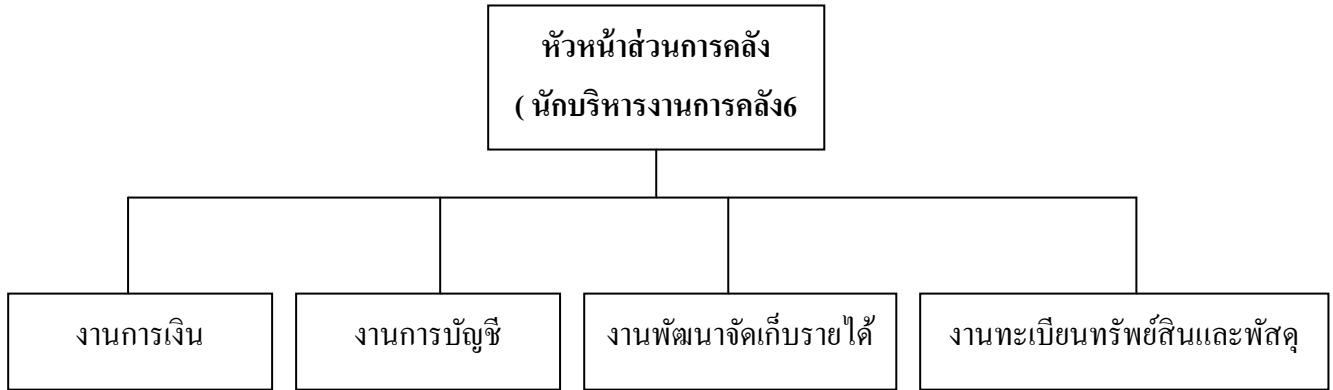 หัวหน้าส่วนการคลัง
( นักบริหารงานการคลัง6
งานการเงิน
งานการบัญชี
งานพัฒนาจัดเก็บรายได้
งานทะเบียนทรัพย์สินและพัสดุ